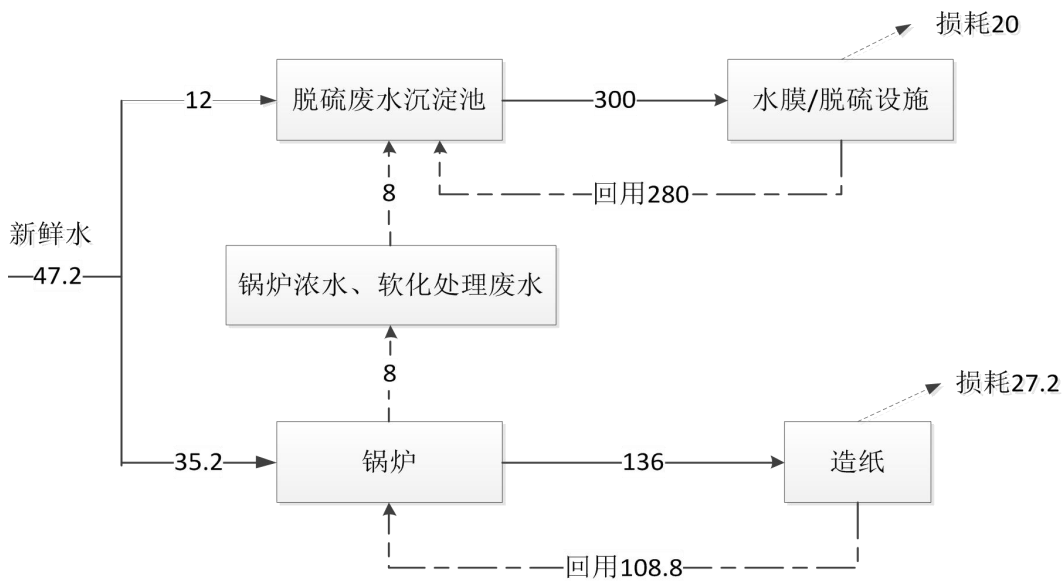 损耗20
12
脱硫废水沉淀池
300
水膜/脱硫设施
8
回用280
新鲜水
47.2
锅炉浓水、软化处理废水
8
损耗27.2
35.2
锅炉
136
造纸
回用108.8